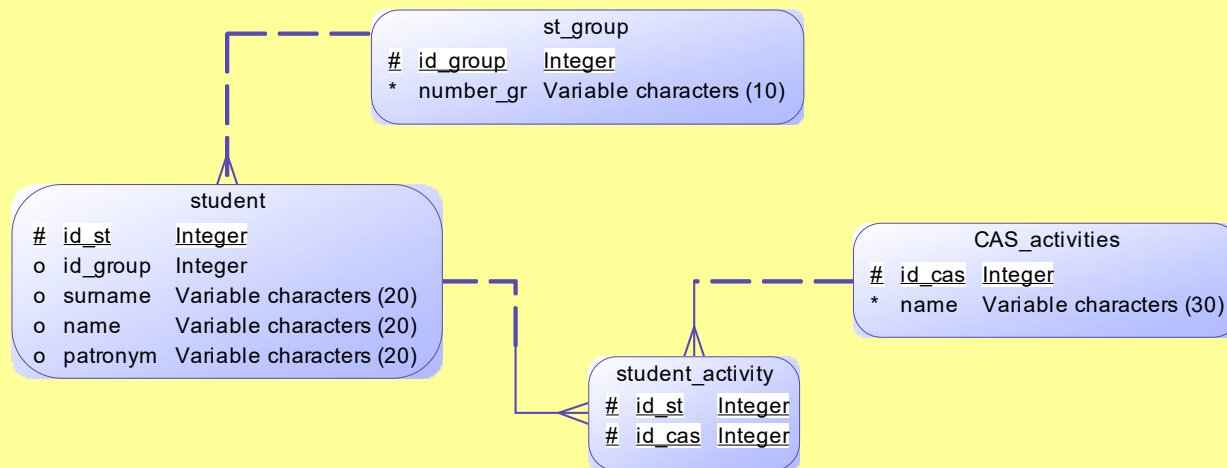 st_group
# id_group Integer
* number_gr Variable characters (10)
student
# id_st Integer
o id_group Integer
o surname Variable characters (20)
o name Variable characters (20)
o patronym Variable characters (20)
CAS_activities
# id_cas Integer
* name Variable characters (30)
student_activity
# id_st Integer
# id_cas Integer